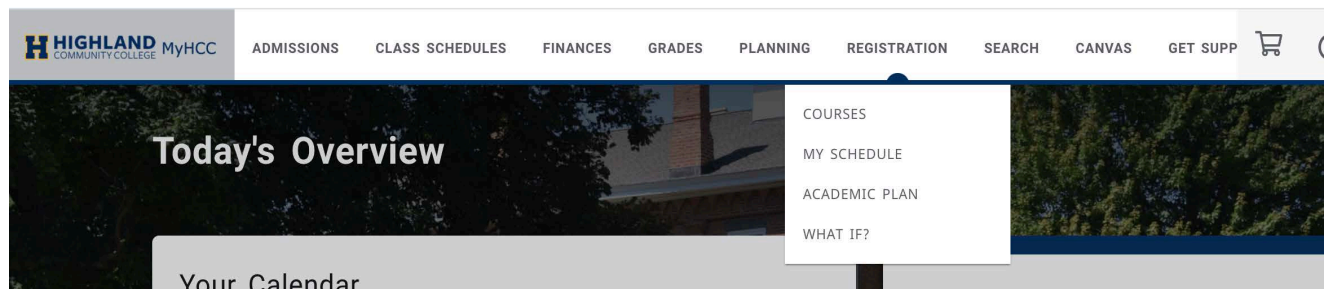 HIGHLAND
COMMUNITY COLLEGE
MyHCC
ADMISSIONS CLASS SCHEDULES FINANCES GRADES PLANNING REGISTRATION SEARCH CANVAS GET SUPP
COURSES
MY SCHEDULE
ACADEMIC PLAN
WHAT IF?
Today's Overview
Your Calendar